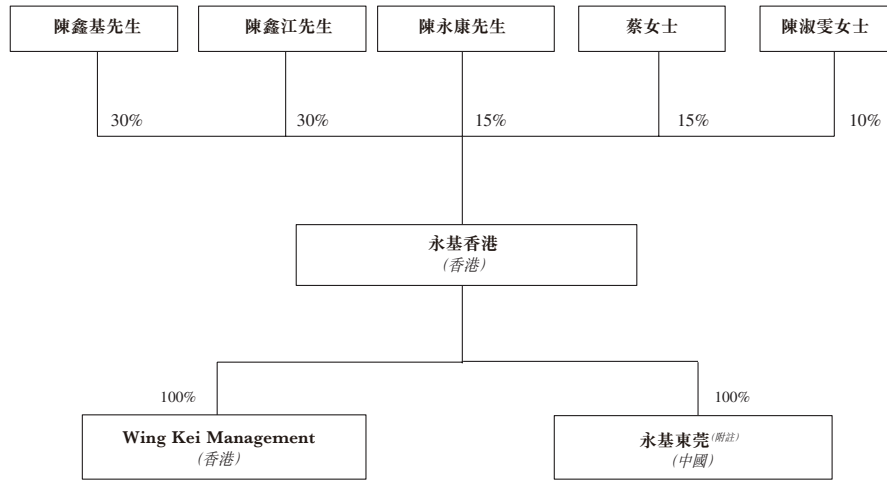 陳鑫基先生
陳鑫江先生
陳永康先生
蔡女士
陳淑雯女士
30%
30%
15%
15%
10%
永基香港
(香港)
100%
100%
Wing Kei Management
(香港)
永基東莞(附註)
(中國)